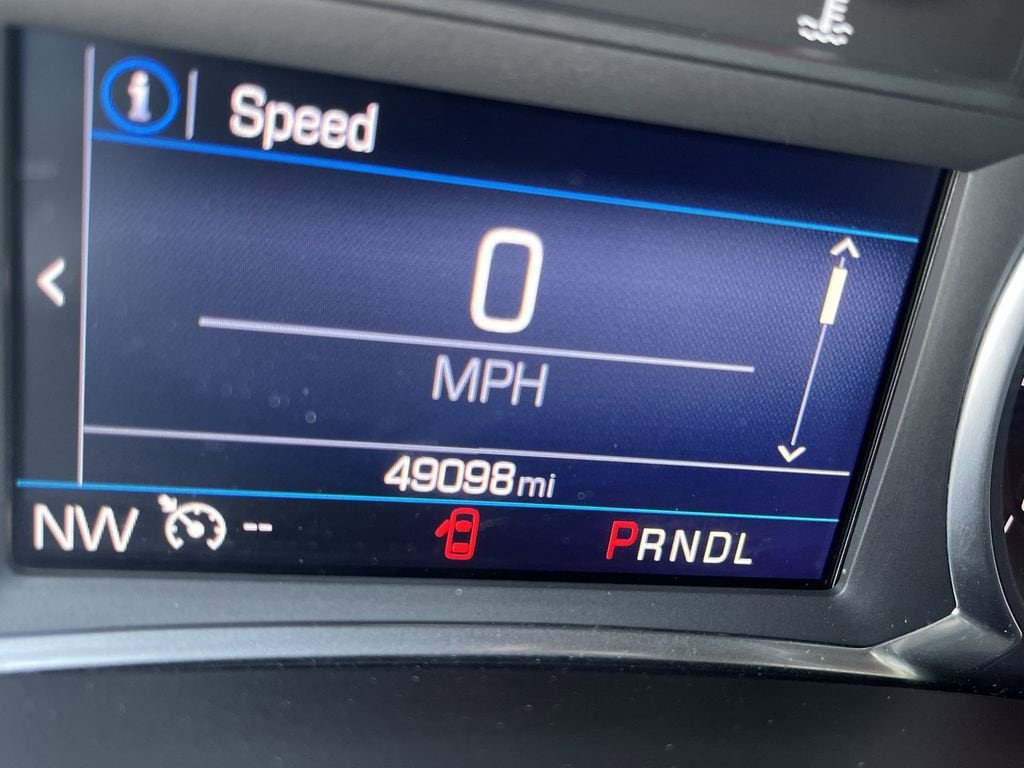 i Speed
0
MPH
49098 mi
NW -- PRNDL